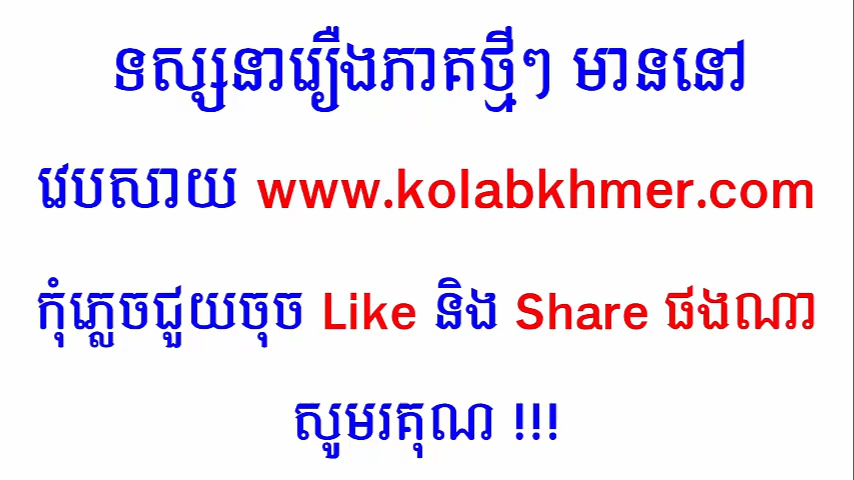 ទស្សនារឿងភាគថ្មីៗ មាននៅ
វេបសាយ www.kolabkhmer.com
កុំភ្លេចជួយចុច Like និង Share ផងណា
សូមរគុណ !!!